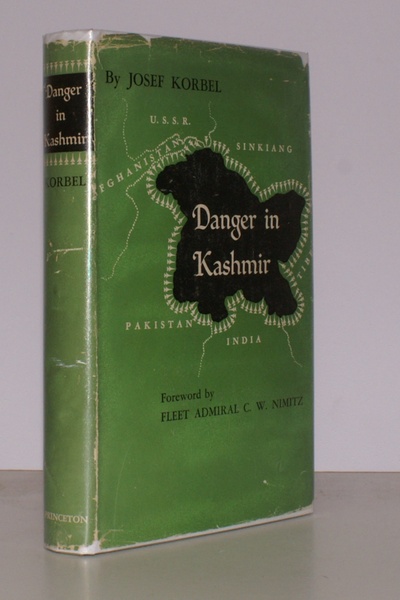 Danger
in
Kashmir
KORBEL
PRINCETON
By JOSEF KORBEL
U. S. S. R.
AFGHANISTAN
SINKIANG
Danger in
Kashmir
PAKISTAN
INDIA
Foreword by
FLEET ADMIRAL C. W. NIMITZ